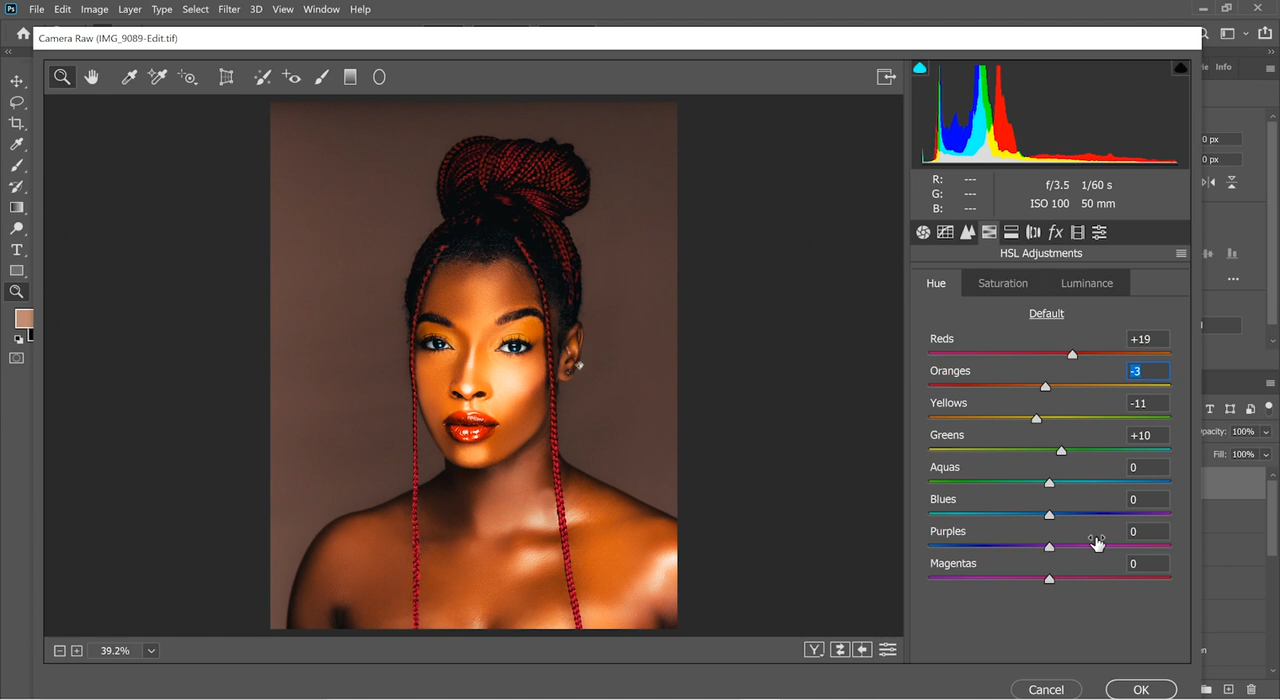 Ps File Edit Image Layer Type Select Filter 3D View Window Help
Camera Raw (IMG_9089-Edit.tif)
Info
R: ---
G: ---
B: ---
f/3.5 1/60 s
ISO 100 50 mm
0 px
0 px
fx
HSL Adjustments
Hue Saturation Luminance
Default
Reds +19
Oranges -3
Yellows -11
Greens +10
Aquas 0
Blues 0
Purples 0
Magentas 0
T
T
pacity: 100%
Fill: 100%
39.2%
Y
Cancel OK